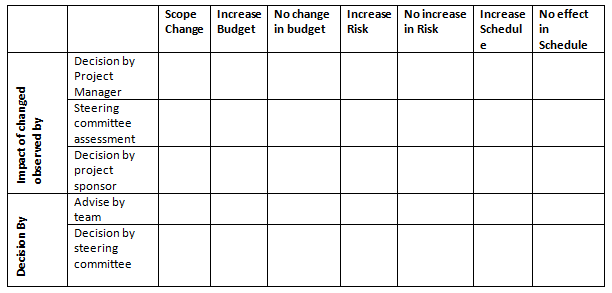 Scope
Change
Increase
Budget
No change
in budget
Increase
Risk
No increase
in Risk
Increase
Schedul
e
No effect
in
Schedule
Impact of changed
observed by
Decision by
Project
Manager
Steering
committee
assessment
Decision by
project
sponsor
Decision By
Advise by
team
Decision by
steering
committee